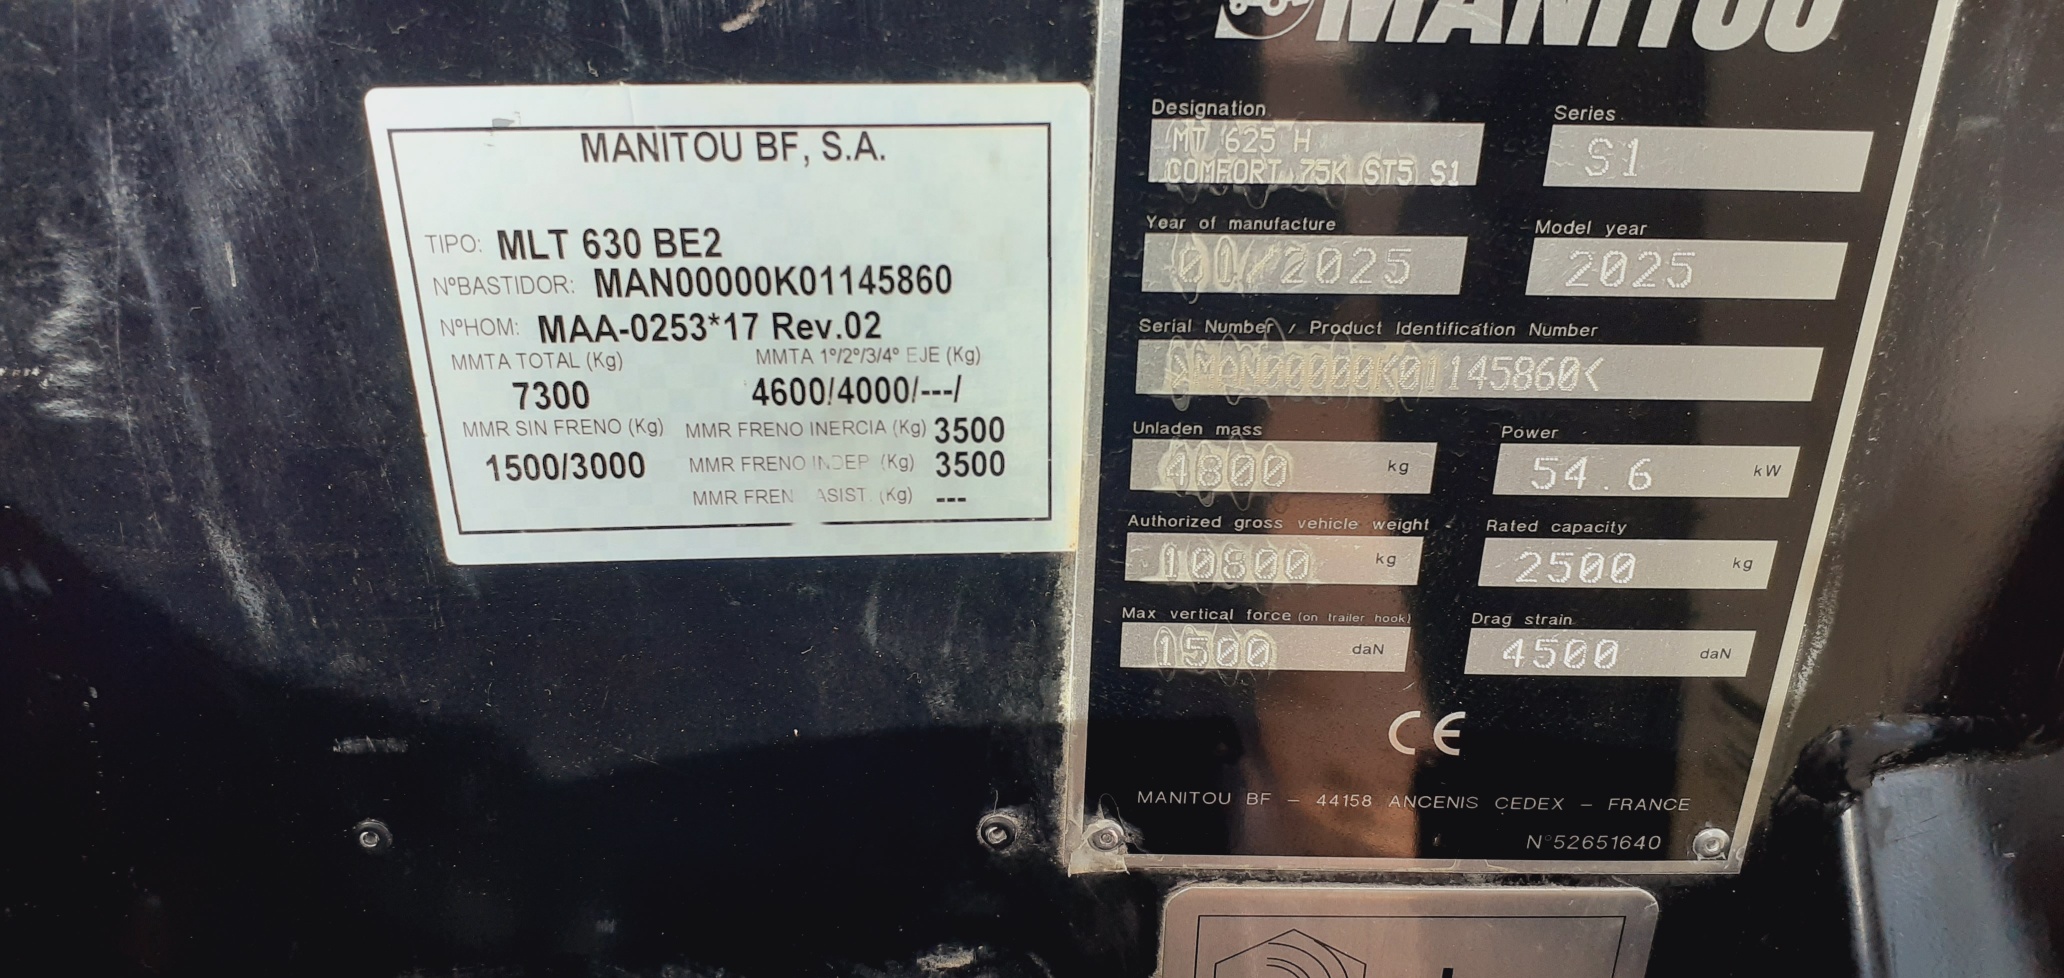 MANITOU BF, S.A.
TIPO: MLT 630 BE2
NºBASTIDOR: MAN00000K01145860
NºHOM: MAA-0253*17 Rev.02
MMTA TOTAL (Kg) MMTA 1º/2º/3/4º EJE (Kg)
7300 4600/4000/---/
MMR SIN FRENO (Kg) MMR FRENO INERCIA (Kg) 3500
1500/3000 MMR FRENO INDEP (Kg) 3500
MMR FREN ASIST. (Kg) ---
MANITOU
Designation Series
MT 625 H
COMFORT 75K ST5 S1 S1
Year of manufacture Model year
01/2025 2025
Serial Number / Product Identification Number
MAN00000K01145860<
Unladen mass Power
4800 kg 54.6 kW
Authorized gross vehicle weight Rated capacity
10800 kg 2500 kg
Max vertical force (on trailer hook) Drag strain
1500 daN 4500 daN
CE
MANITOU BF – 44158 ANCENIS CEDEX – FRANCE
N°52651640